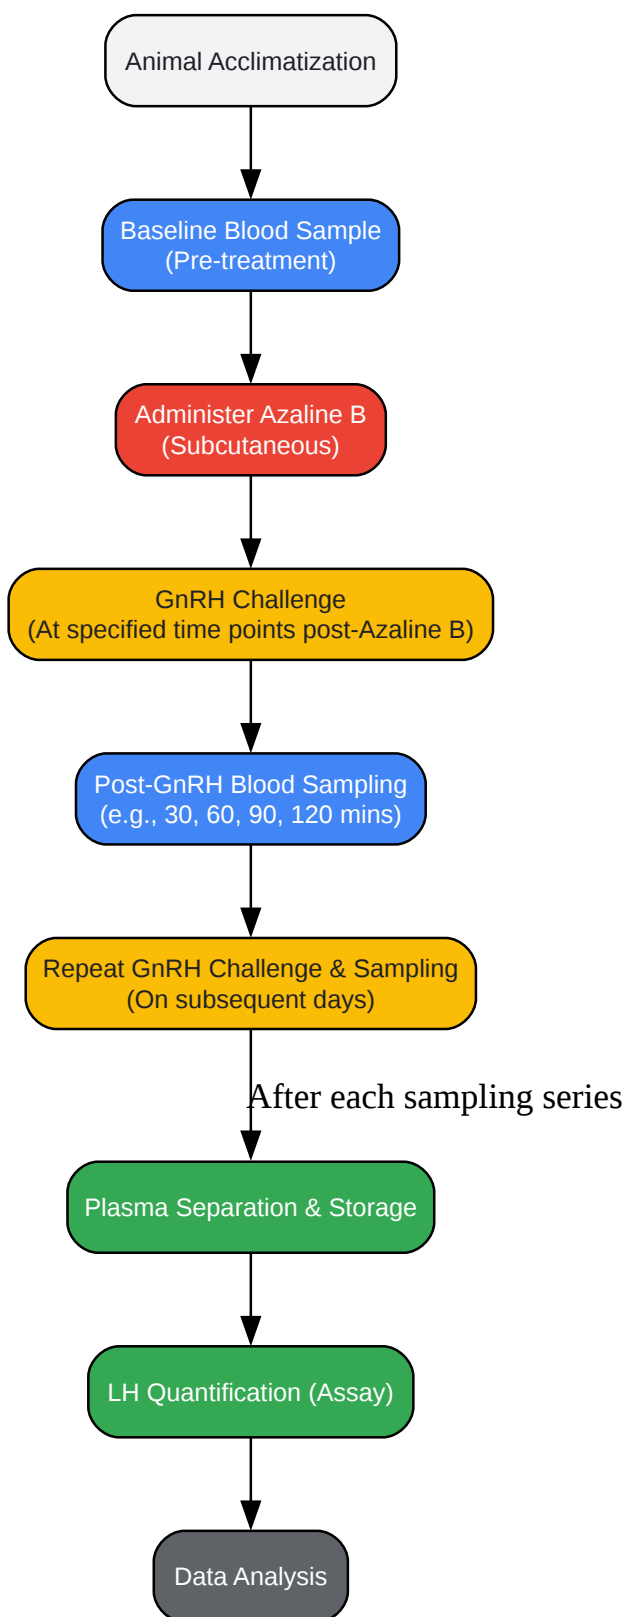 Animal Acclimatization
Baseline Blood Sample
(Pre-treatment)
Administer Azaline B
(Subcutaneous)
GnRH Challenge
(At specified time points post-Azaline B)
Post-GnRH Blood Sampling
(e.g., 30, 60, 90, 120 mins)
Repeat GnRH Challenge & Sampling
(On subsequent days)
After each sampling series
Plasma Separation & Storage
LH Quantification (Assay)
Data Analysis